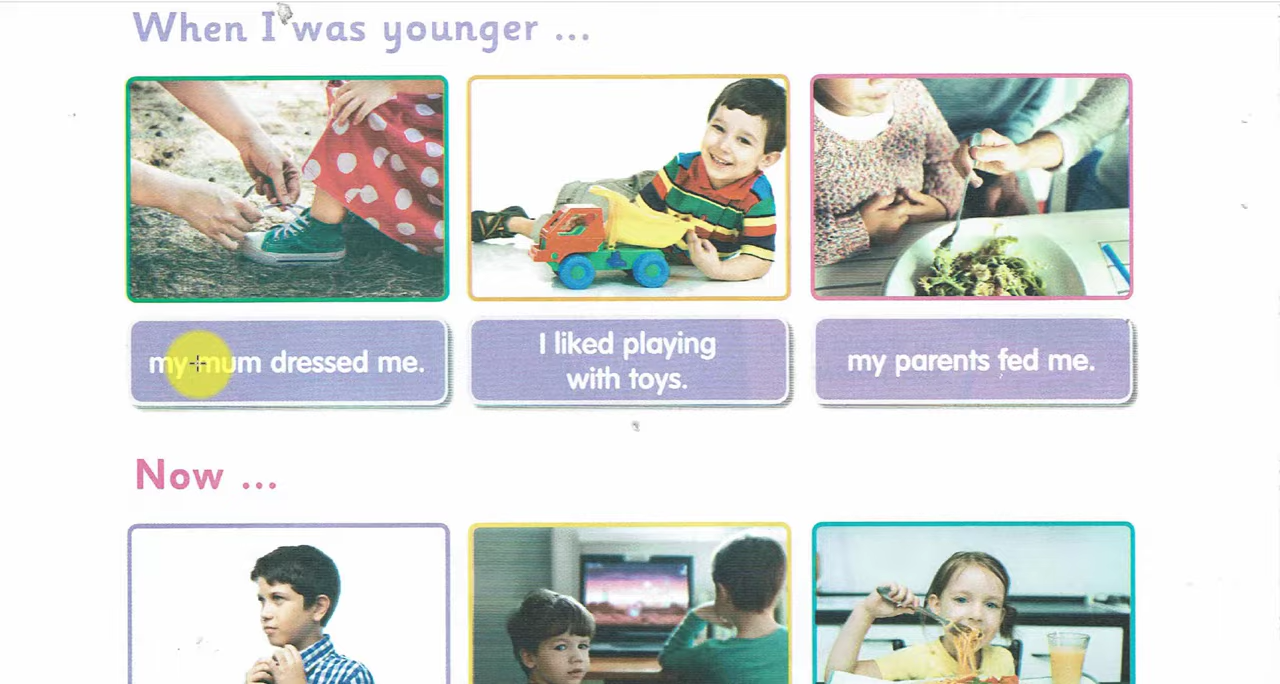 When I was younger ...
my mum dressed me.
I liked playing
with toys.
my parents fed me.
Now ...